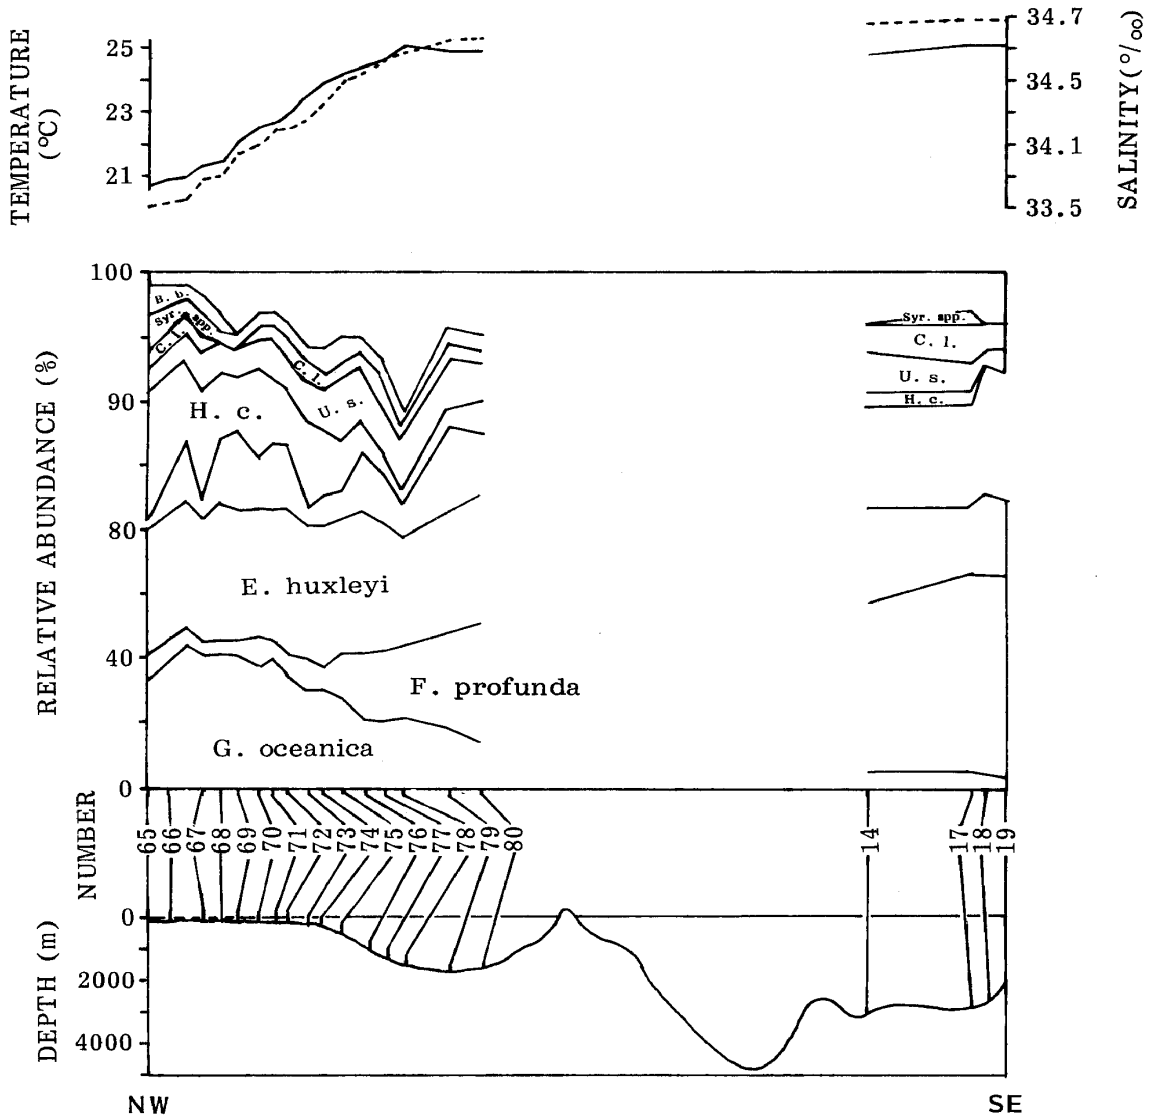 TEMPERATURE
(°C)
25
23
21
34.7
34.5
34.1
33.5
SALINITY(°/oo)
RELATIVE ABUNDANCE (%)
100
90
80
40
0
B. b.
Syr. spp.
C. l.
H. c.
C. l.
U. s.
E. huxleyi
F. profunda
G. oceanica
Syr. spp.
C. l.
U. s.
H. c.
NUMBER
65 66 67 68 69 70 71 72 73 74 75 76 77 78 79 80 14 17 18 19
DEPTH (m)
0
2000
4000
NW SE